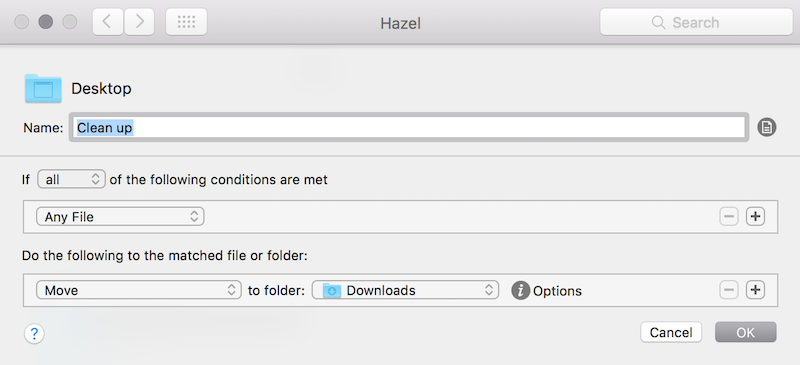 Hazel
Search
Desktop
Name: Clean up
If all of the following conditions are met
Any File
Do the following to the matched file or folder:
Move to folder: Downloads Options
? Cancel OK